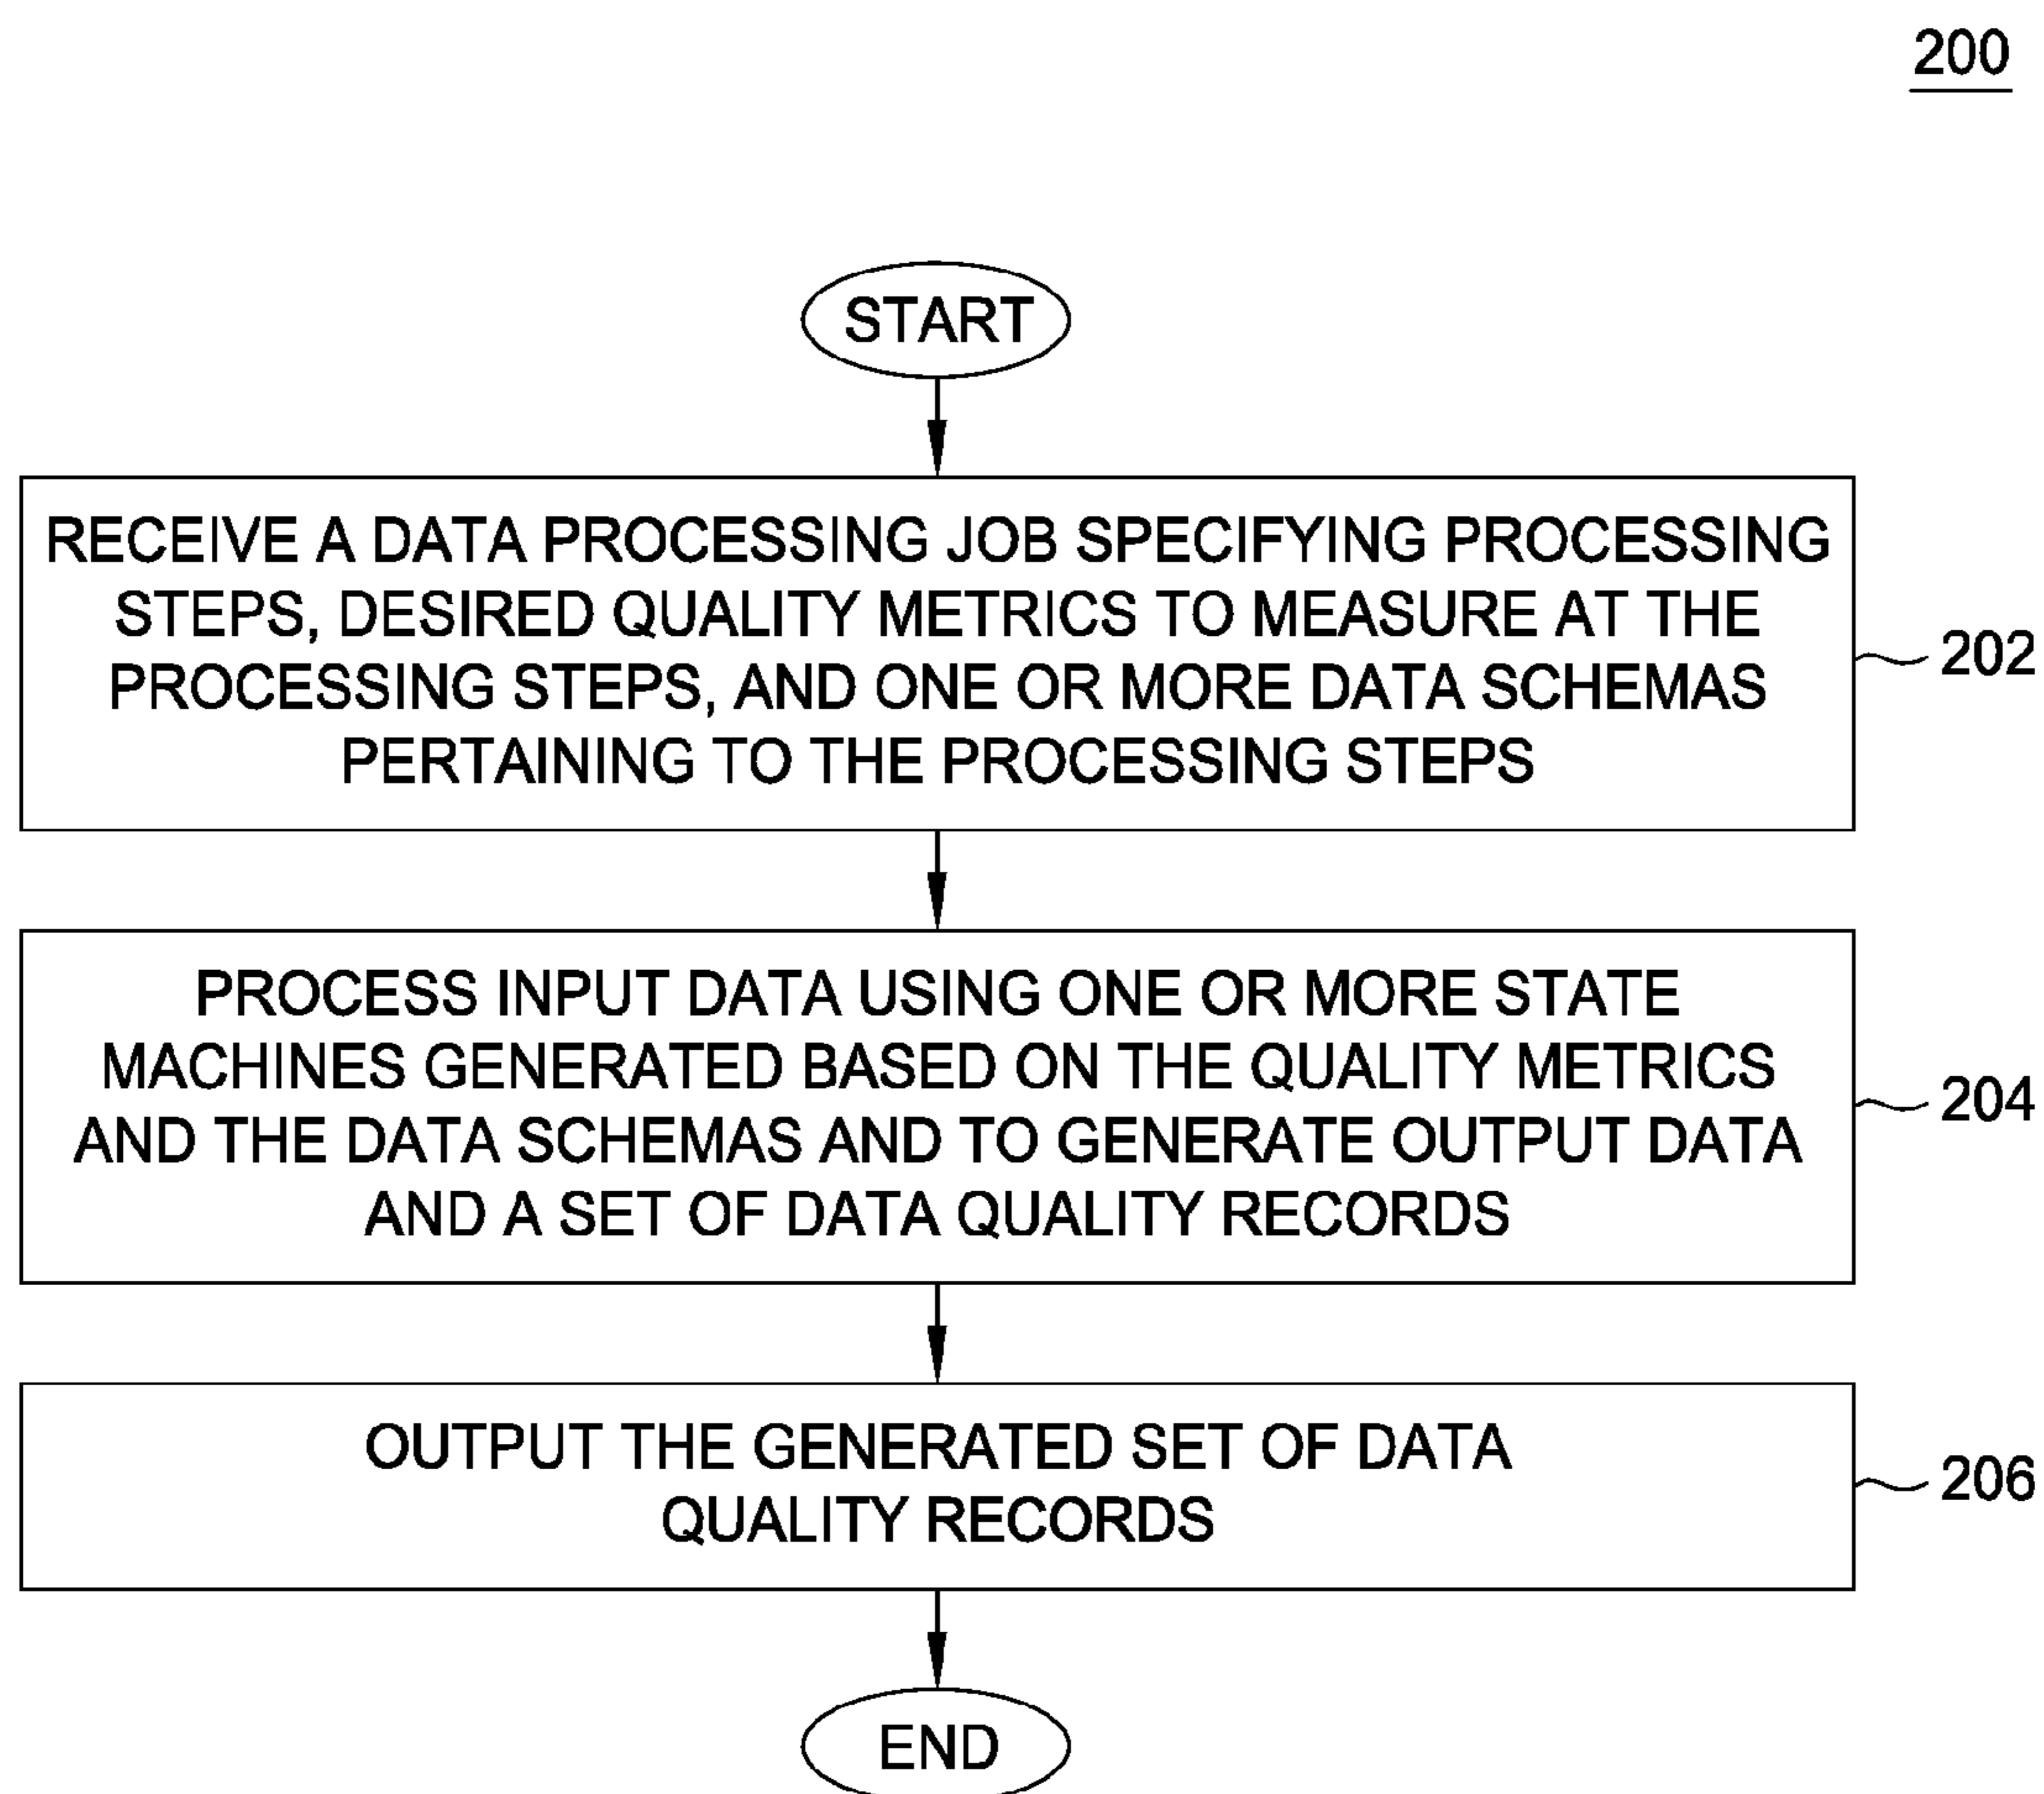 200
START
RECEIVE A DATA PROCESSING JOB SPECIFYING PROCESSING
STEPS, DESIRED QUALITY METRICS TO MEASURE AT THE
PROCESSING STEPS, AND ONE OR MORE DATA SCHEMAS
PERTAINING TO THE PROCESSING STEPS
202
PROCESS INPUT DATA USING ONE OR MORE STATE
MACHINES GENERATED BASED ON THE QUALITY METRICS
AND THE DATA SCHEMAS AND TO GENERATE OUTPUT DATA
AND A SET OF DATA QUALITY RECORDS
204
OUTPUT THE GENERATED SET OF DATA
QUALITY RECORDS
206
END